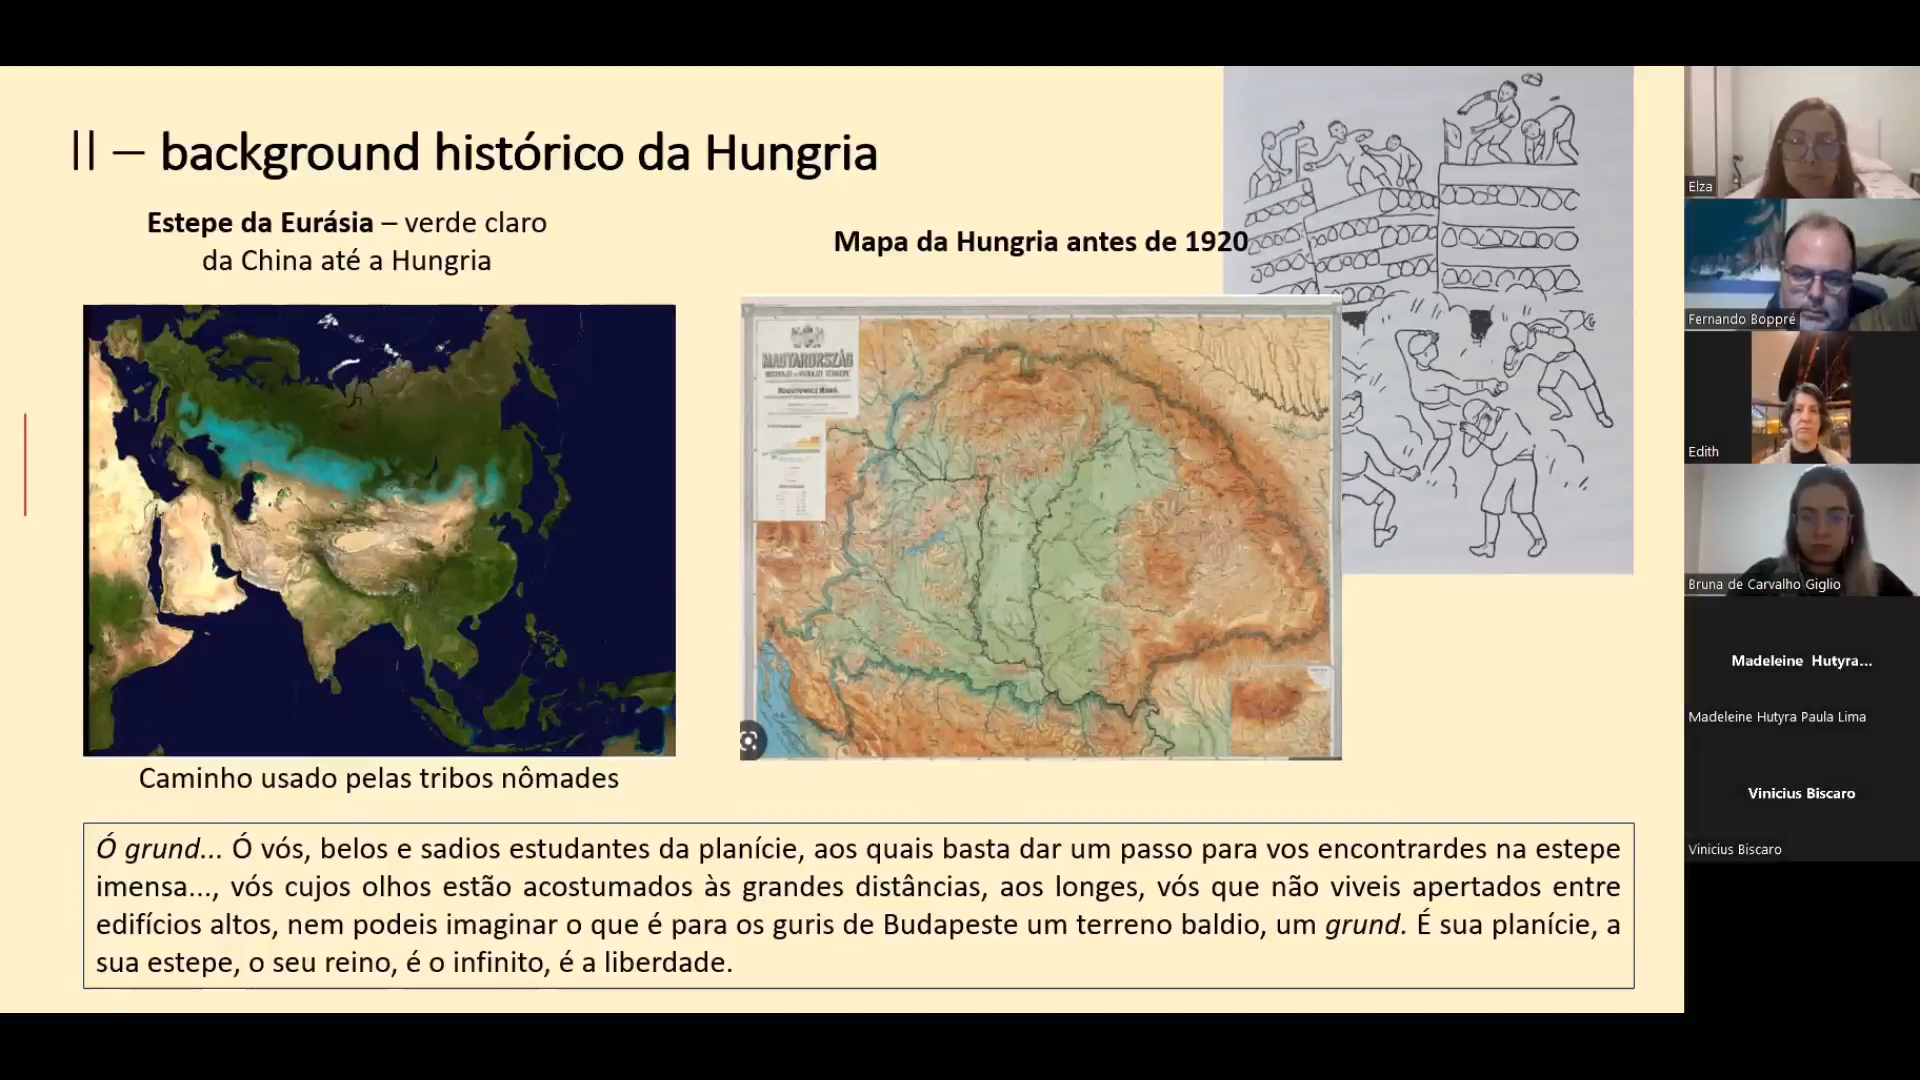 II – background histórico da Hungria
Estepe da Eurásia – verde claro
da China até a Hungria
Mapa da Hungria antes de 1920
MAGYARORSZÁG
Caminho usado pelas tribos nômades
Ó grund... Ó vós, belos e sadios estudantes da planície, aos quais basta dar um passo para vos encontrardes na estepe
imensa..., vós cujos olhos estão acostumados às grandes distâncias, aos longes, vós que não viveis apertados entre
edifícios altos, nem podeis imaginar o que é para os guris de Budapeste um terreno baldio, um grund. É sua planície, a
sua estepe, o seu reino, é o infinito, é a liberdade.
Elza
Fernando Boppré
Edith
Bruna de Carvalho Giglio
Madeleine Hutyra...
Madeleine Hutyra Paula Lima
Vinicius Biscaro
Vinicius Biscaro